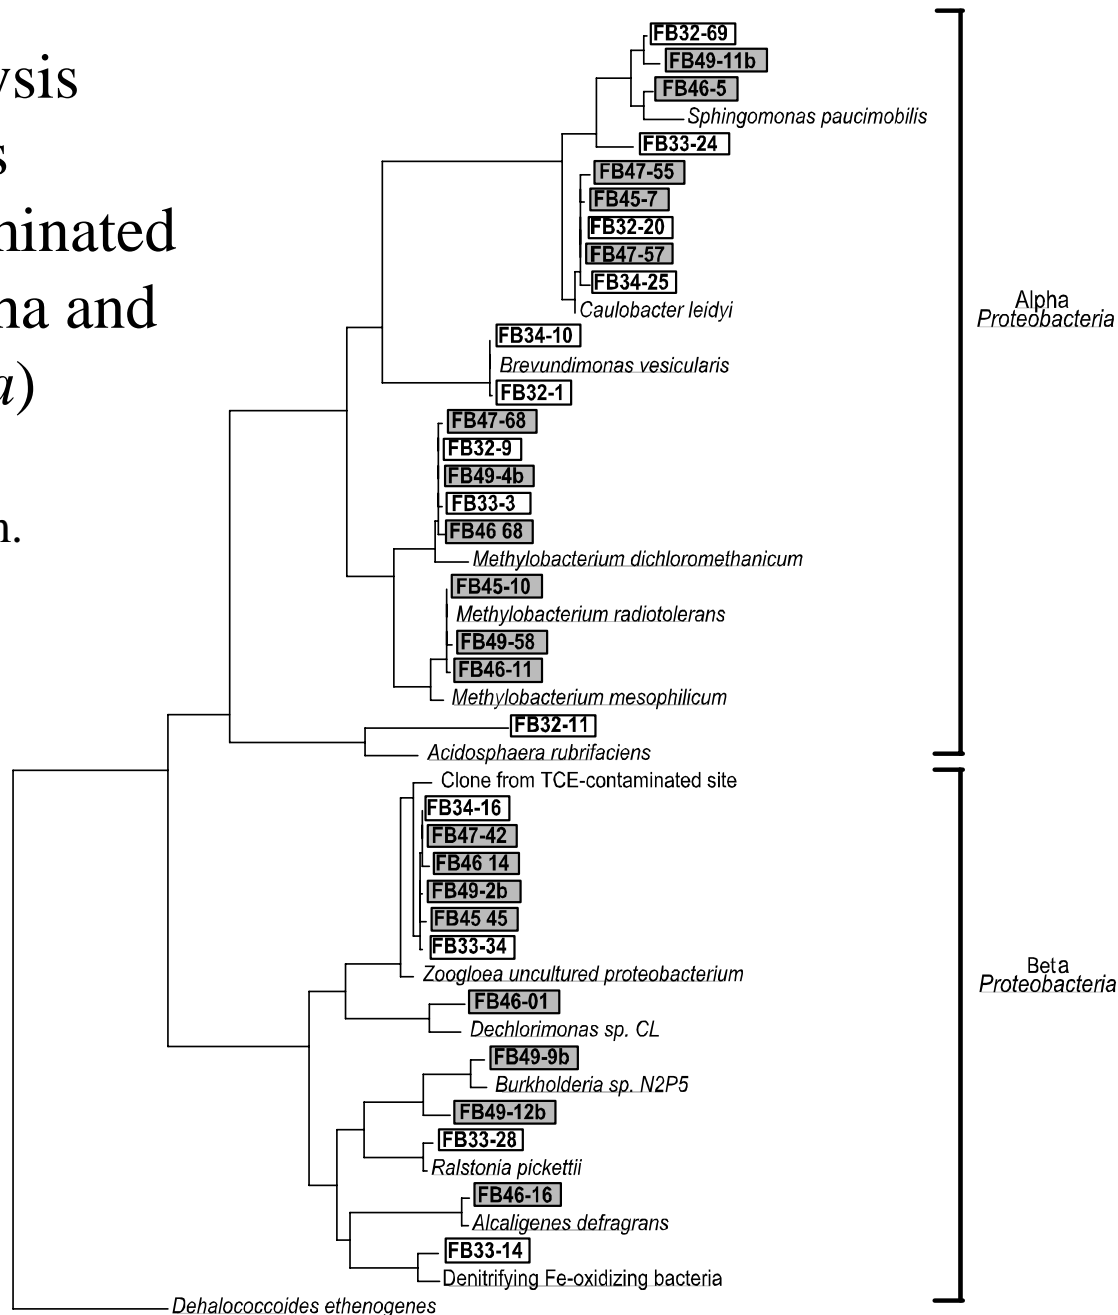 ysis
s
minated
na and
a)
n.
FB32-69
FB49-11b
FB46-5
Sphingomonas paucimobilis
FB33-24
FB47-55
FB45-7
FB32-20
FB47-57
FB34-25
Caulobacter leidyi
FB34-10
Brevundimonas vesicularis
FB32-1
FB47-68
FB32-9
FB49-4b
FB33-3
FB46 68
Methylobacterium dichloromethanicum
FB45-10
Methylobacterium radiotolerans
FB49-58
FB46-11
Methylobacterium mesophilicum
FB32-11
Acidosphaera rubrifaciens
Alpha
Proteobacteria
Clone from TCE-contaminated site
FB34-16
FB47-42
FB46 14
FB49-2b
FB45 45
FB33-34
Zoogloea uncultured proteobacterium
FB46-01
Dechlorimonas sp. CL
FB49-9b
Burkholderia sp. N2P5
FB49-12b
FB33-28
Ralstonia pickettii
FB46-16
Alcaligenes defragrans
FB33-14
Denitrifying Fe-oxidizing bacteria
Beta
Proteobacteria
Dehalococcoides ethenogenes